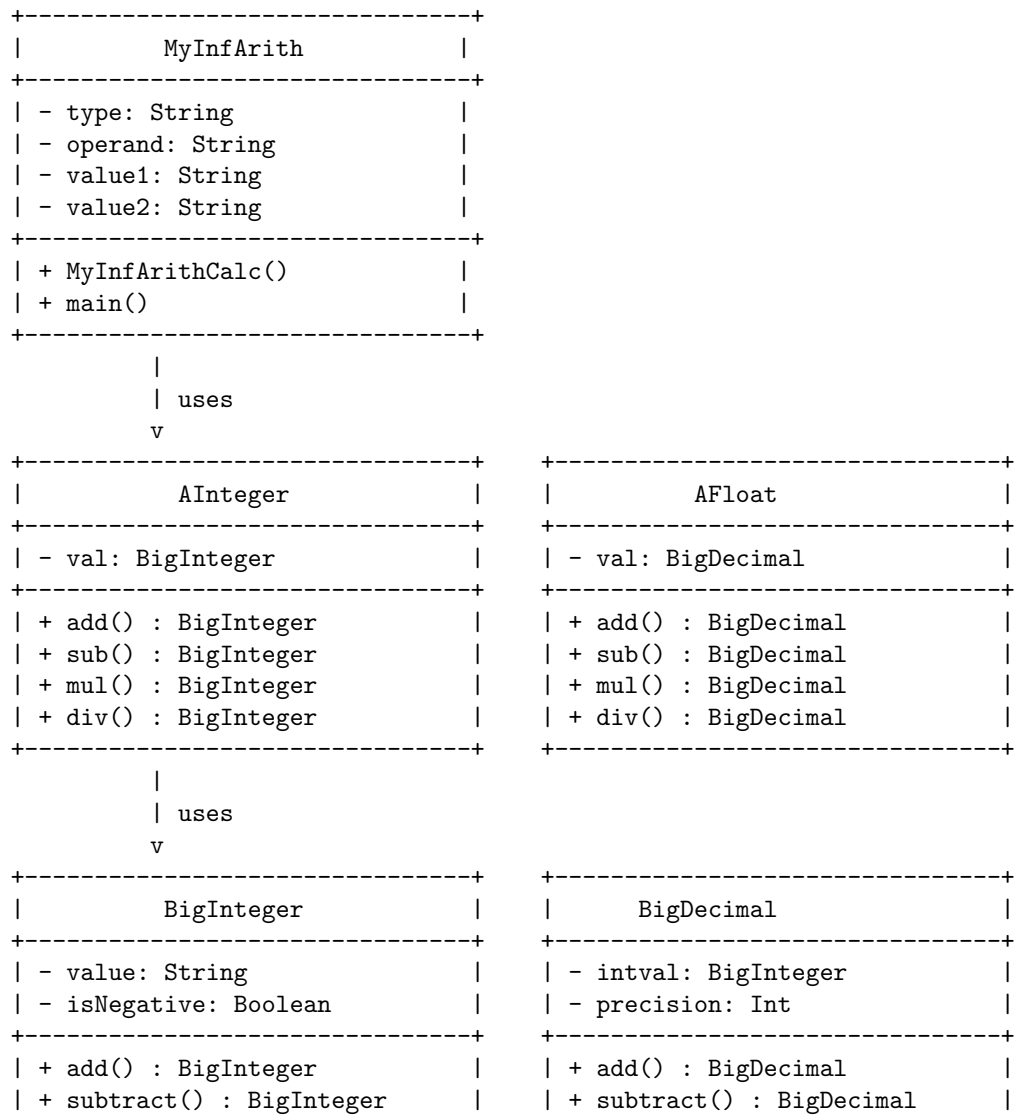 +-------------------------------+
|          MyInfArith           |
+-------------------------------+
| - type: String                |
| - operand: String             |
| - value1: String              |
| - value2: String              |
+-------------------------------+
| + MyInfArithCalc()            |
| + main()                      |
+-------------------------------+
          |
          | uses
          v
+-------------------------------+    +-------------------------------+
|           AInteger            |    |          AFloat               |
+-------------------------------+    +-------------------------------+
| - val: BigInteger             |    | - val: BigDecimal             |
+-------------------------------+    +-------------------------------+
| + add() : BigInteger          |    | + add() : BigDecimal          |
| + sub() : BigInteger          |    | + sub() : BigDecimal          |
| + mul() : BigInteger          |    | + mul() : BigDecimal          |
| + div() : BigInteger          |    | + div() : BigDecimal          |
+-------------------------------+    +-------------------------------+
          |
          | uses
          v
+-------------------------------+    +-------------------------------+
|          BigInteger           |    |      BigDecimal               |
+-------------------------------+    +-------------------------------+
| - value: String               |    | - intval: BigInteger          |
| - isNegative: Boolean         |    | - precision: Int              |
+-------------------------------+    +-------------------------------+
| + add() : BigInteger          |    | + add() : BigDecimal          |
| + subtract() : BigInteger     |    | + subtract() : BigDecimal     |